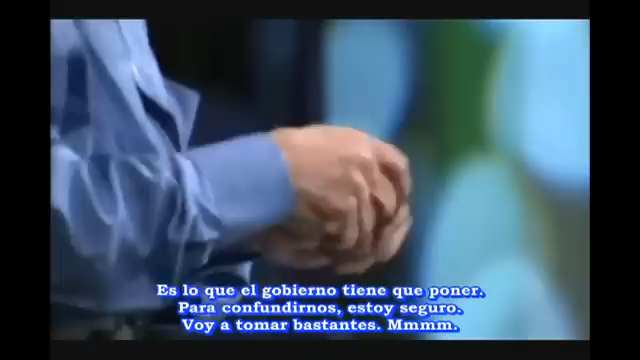 Es lo que el gobierno tiene que poner.
Para confundirnos, estoy seguro.
Voy a tomar bastantes. Mmmm.